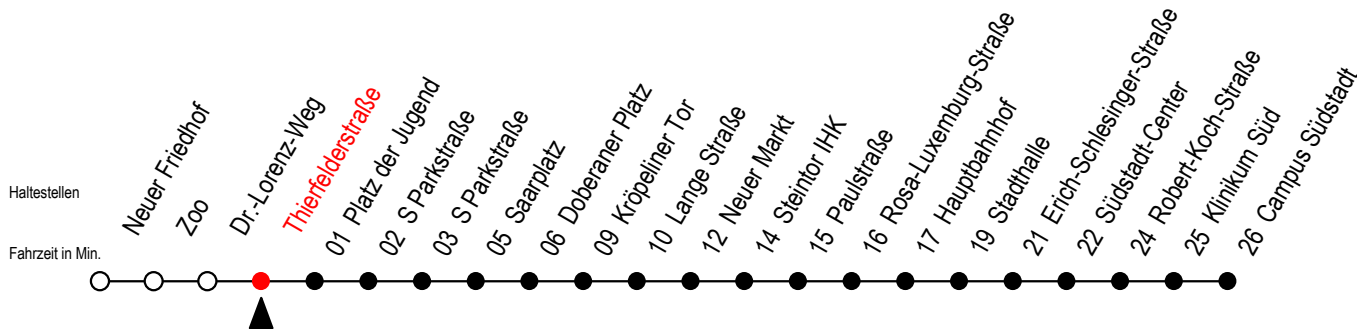 Haltestellen
Fahrzeit in Min.
Neuer Friedhof
Zoo
Dr.-Lorenz-Weg
Thierfelderstraße
01 Platz der Jugend
02 S Parkstraße
03 S Parkstraße
05 Saarplatz
06 Doberaner Platz
09 Kröpeliner Tor
10 Lange Straße
12 Neuer Markt
14 Steintor IHK
15 Paulstraße
16 Rosa-Luxemburg-Straße
17 Hauptbahnhof
19 Stadthalle
21 Erich-Schlesinger-Straße
22 Südstadt-Center
24 Robert-Koch-Straße
25 Klinikum Süd
26 Campus Südstadt